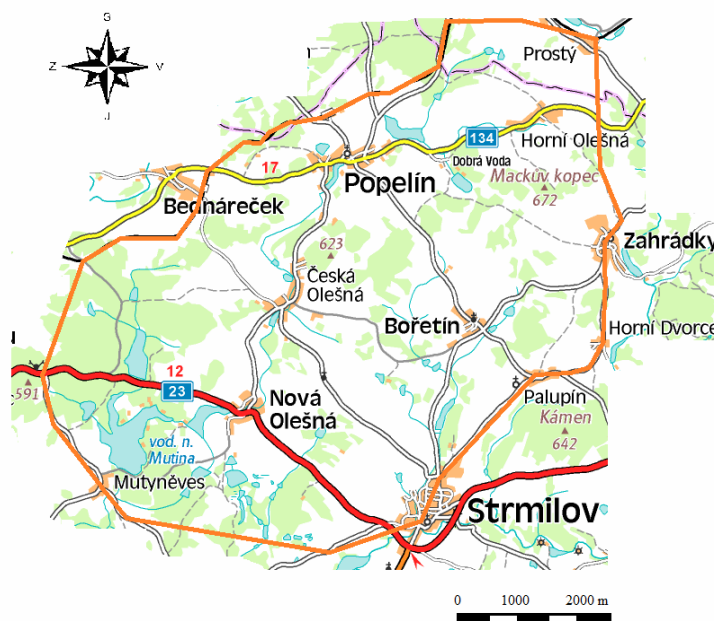 S
Z
V
J
Prostý
134
Horní Olešná
17
Dobrá Voda
Popelín
Mackův kopec
672
Bednáreček
623
Zahrádky
Česká
Olešná
Bořetín
Horní Dvorce
12
23
591
Nová
Olešná
Palupín
Kámen
642
vod. n.
Mutina
Mutyněves
Strmilov
0 1000 2000 m